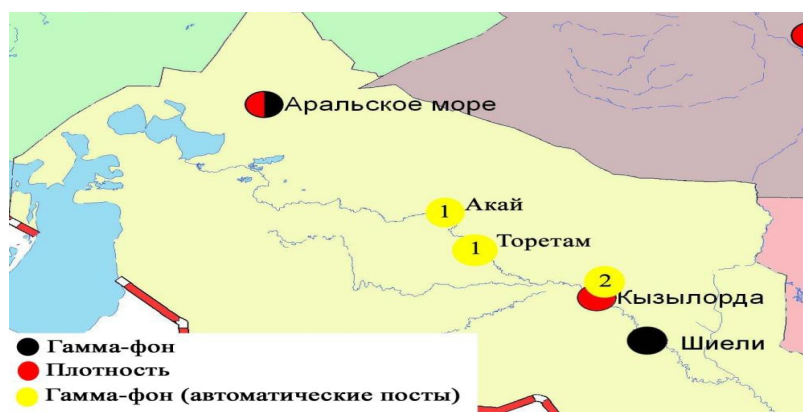 Аральское море
1 Акай
1 Торетам
2
Кызылорда
Шиели
Гамма-фон
Плотность
Гамма-фон (автоматические посты)